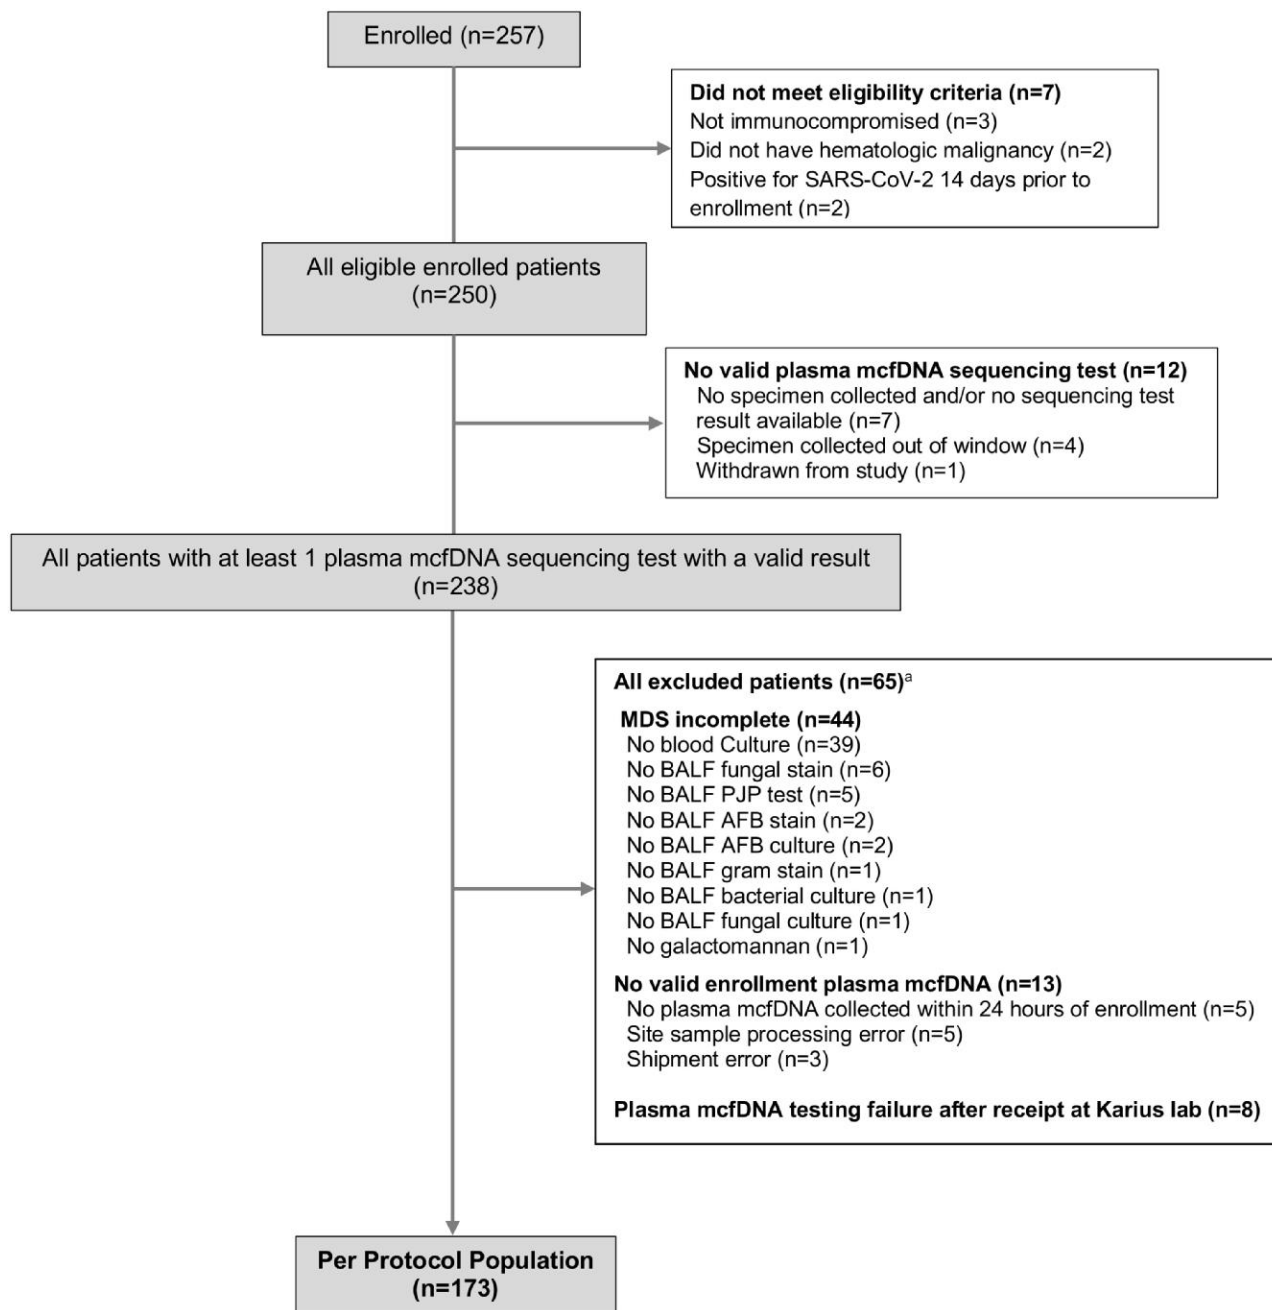 Enrolled (n=257)
Did not meet eligibility criteria (n=7)
Not immunocompromised (n=3)
Did not have hematologic malignancy (n=2)
Positive for SARS-CoV-2 14 days prior to
enrollment (n=2)
All eligible enrolled patients
(n=250)
No valid plasma mcfDNA sequencing test (n=12)
No specimen collected and/or no sequencing test
result available (n=7)
Specimen collected out of window (n=4)
Withdrawn from study (n=1)
All patients with at least 1 plasma mcfDNA sequencing test with a valid result
(n=238)
All excluded patients (n=65)a
MDS incomplete (n=44)
No blood Culture (n=39)
No BALF fungal stain (n=6)
No BALF PJP test (n=5)
No BALF AFB stain (n=2)
No BALF AFB culture (n=2)
No BALF gram stain (n=1)
No BALF bacterial culture (n=1)
No BALF fungal culture (n=1)
No galactomannan (n=1)
No valid enrollment plasma mcfDNA (n=13)
No plasma mcfDNA collected within 24 hours of enrollment (n=5)
Site sample processing error (n=5)
Shipment error (n=3)
Plasma mcfDNA testing failure after receipt at Karius lab (n=8)
Per Protocol Population
(n=173)